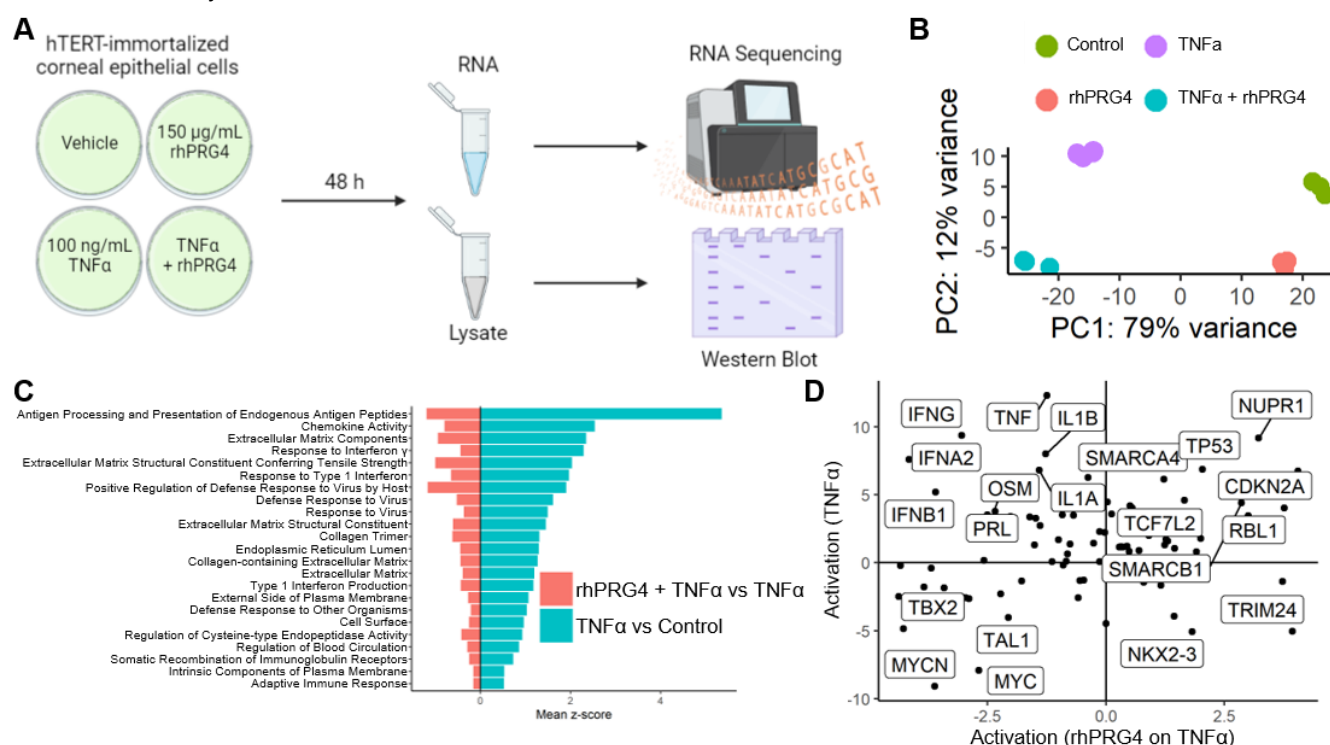 A
hTERT-immortalized
corneal epithelial cells
Vehicle
150 µg/mL
rhPRG4
100 ng/mL
TNFα
TNFα
+ rhPRG4
48 h
RNA
Lysate
RNA Sequencing
Western Blot
B
Control
TNFa
rhPRG4
TNFα + rhPRG4
PC2: 12% variance
10
5
0
-5
-20
-10
0
10
20
PC1: 79% variance
C
Antigen Processing and Presentation of Endogenous Antigen Peptides
Chemokine Activity
Extracellular Matrix Components
Response to Interferon γ
Extracellular Matrix Structural Constituent Conferring Tensile Strength
Response to Type 1 Interferon
Positive Regulation of Defense Response to Virus by Host
Defense Response to Virus
Response to Virus
Extracellular Matrix Structural Constituent
Collagen Trimer
Endoplasmic Reticulum Lumen
Collagen-containing Extracellular Matrix
Extracellular Matrix
Type 1 Interferon Production
External Side of Plasma Membrane
Defense Response to Other Organisms
Cell Surface
Regulation of Cysteine-type Endopeptidase Activity
Regulation of Blood Circulation
Somatic Recombination of Immunoglobulin Receptors
Intrinsic Components of Plasma Membrane
Adaptive Immune Response
rhPRG4 + TNFα vs TNFα
TNFα vs Control
0
2
4
Mean z-score
D
Activation (TNFα)
10
5
0
-5
-10
IFNG
TNF
IL1B
NUPR1
IFNA2
SMARCA4
TP53
OSM
IL1A
CDKN2A
IFNB1
PRL
TCF7L2
RBL1
SMARCB1
TBX2
TRIM24
TAL1
NKX2-3
MYCN
MYC
-2.5
0.0
2.5
Activation (rhPRG4 on TNFα)